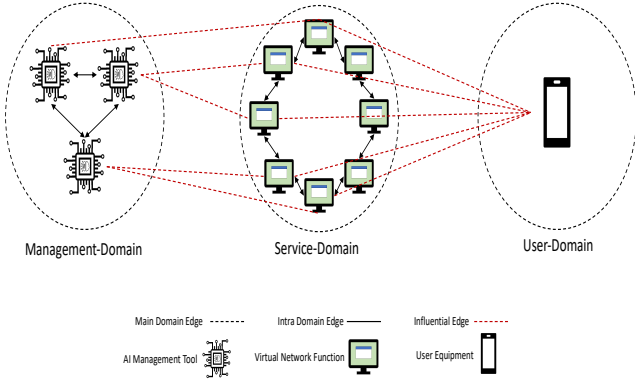 Management-Domain
Service-Domain
User-Domain
Main Domain Edge
Intra Domain Edge
Influential Edge
AI Management Tool
Virtual Network Function
User Equipment